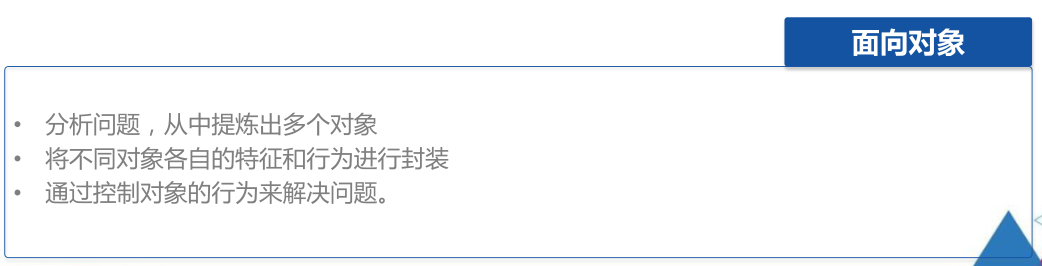 面向对象
• 分析问题，从中提炼出多个对象
• 将不同对象各自的特征和行为进行封装
• 通过控制对象的行为来解决问题。
<